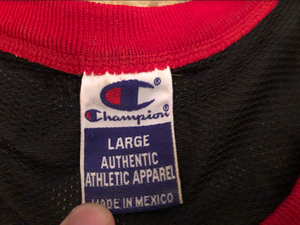 Champion®
LARGE
AUTHENTIC
ATHLETIC APPAREL
MADE IN MEXICO